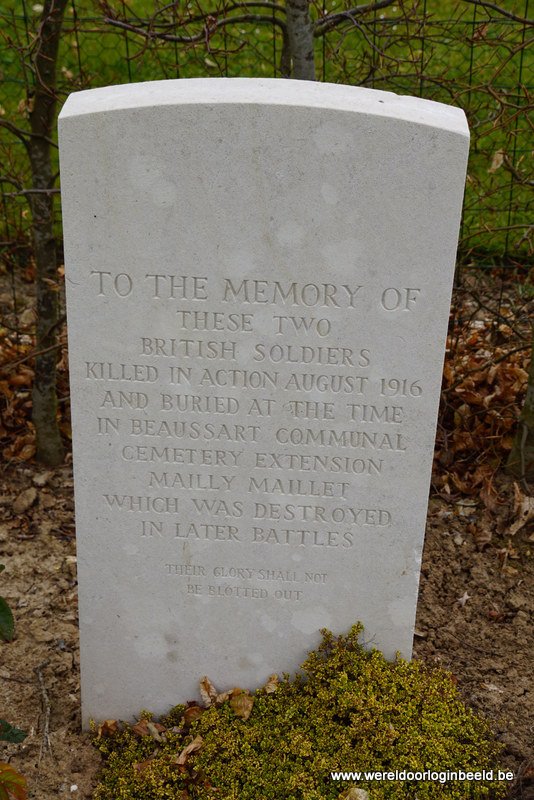 TO THE MEMORY OF
THESE TWO
BRITISH SOLDIERS
KILLED IN ACTION AUGUST 1916
AND BURIED AT THE TIME
IN BEAUSSART COMMUNAL
CEMETERY EXTENSION
MAILLY MAILLET
WHICH WAS DESTROYED
IN LATER BATTLES
THEIR GLORY SHALL NOT
BE BLOTTED OUT
www.wereldoorloginbeeld.be